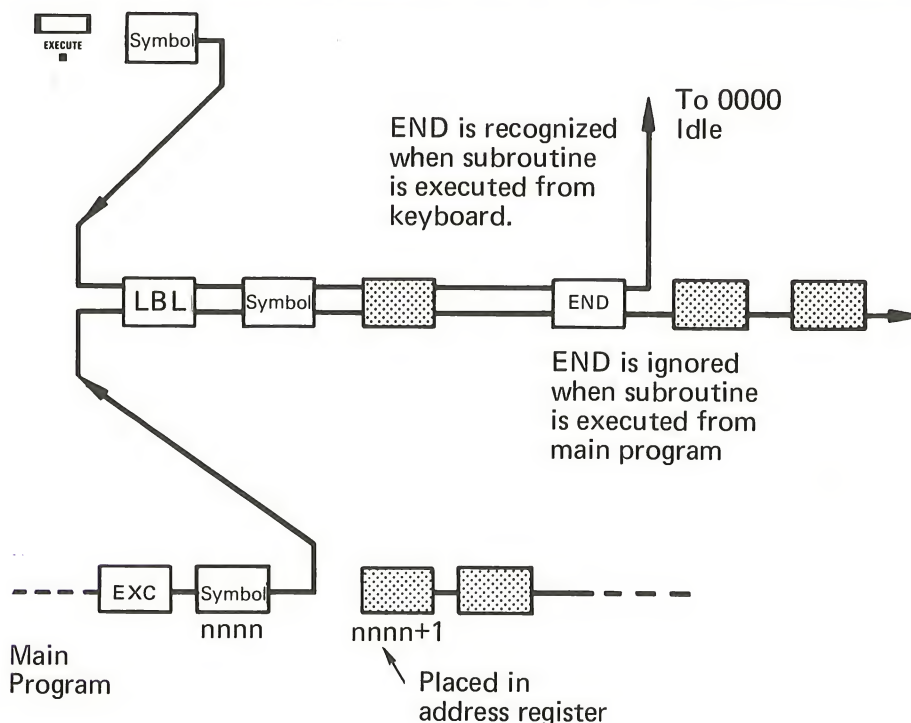 EXECUTE
Symbol
To 0000
Idle
END is recognized
when subroutine
is executed from
keyboard.
LBL
Symbol
END
END is ignored
when subroutine
is executed from
main program
EXC
Symbol
nnnn
nnnn+1
Main
Program
Placed in
address register